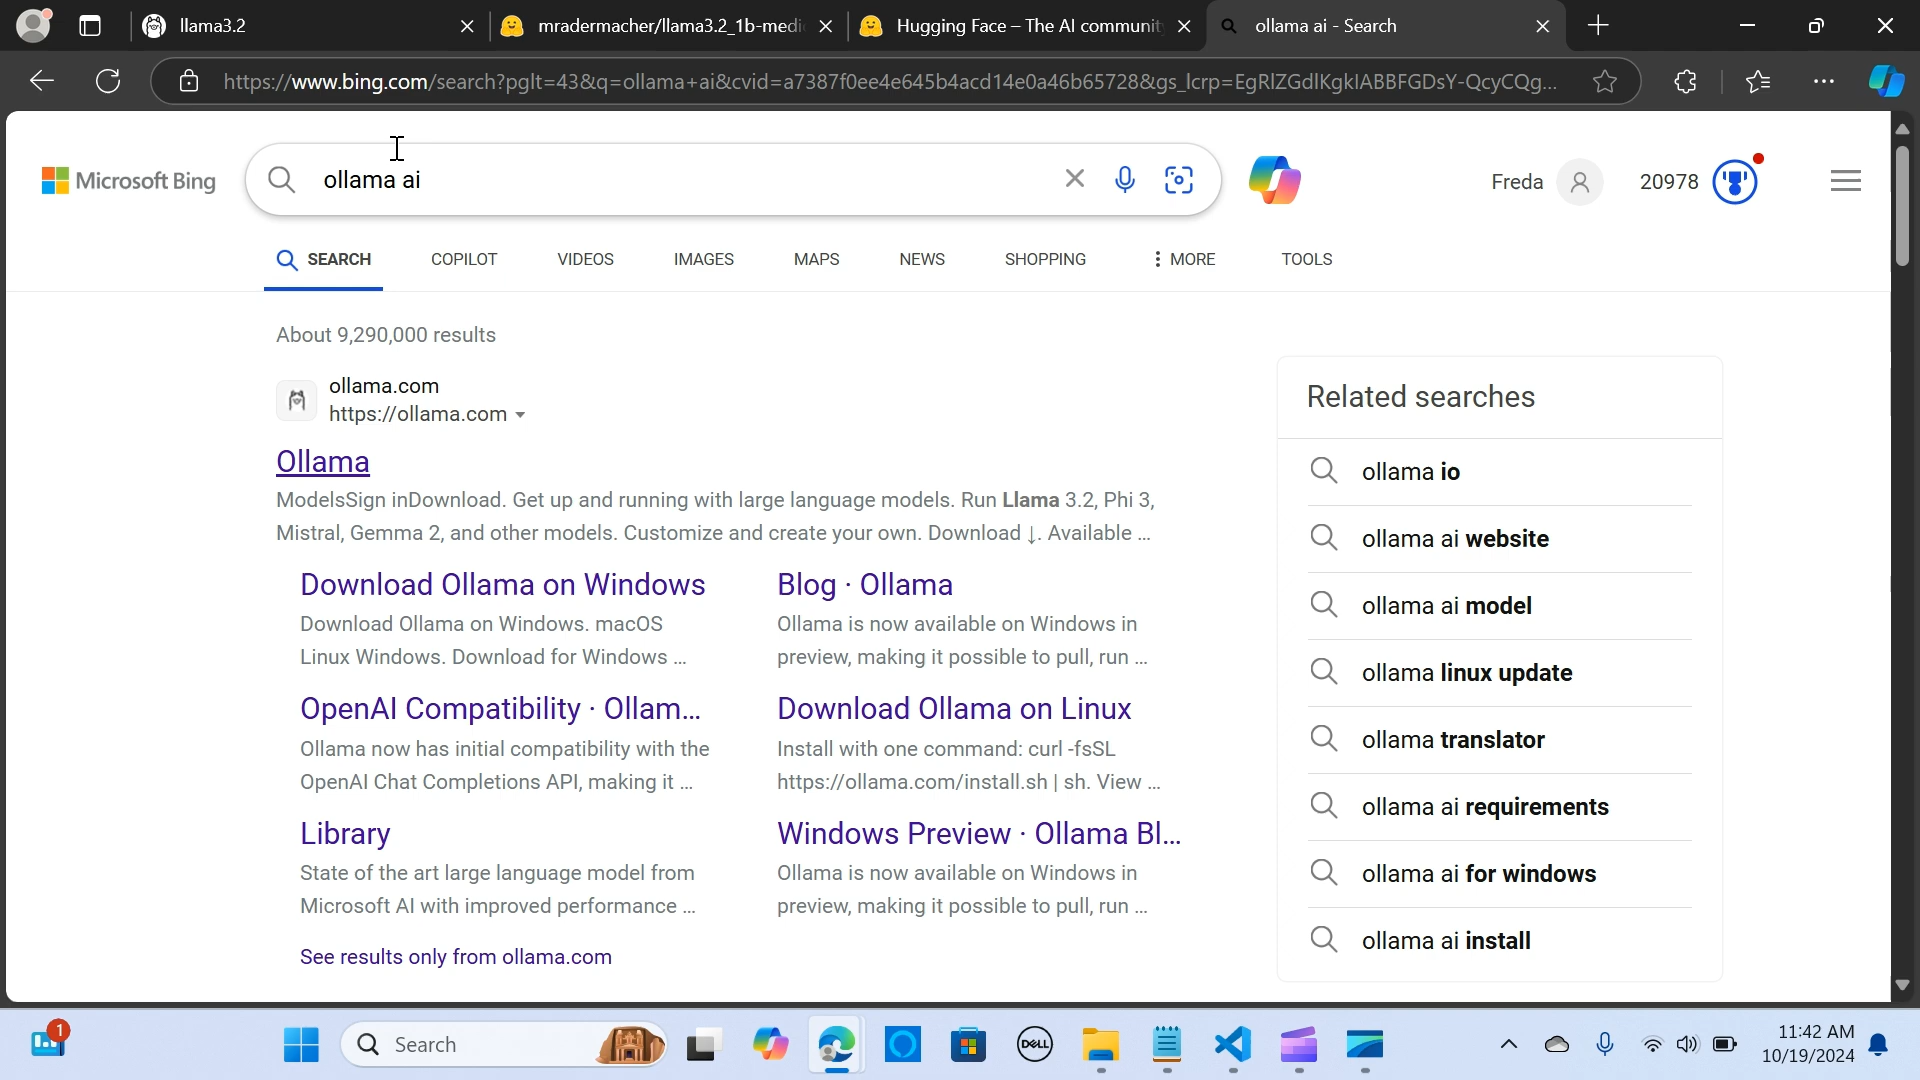 llama3.2
mradermacher/llama3.2_1b-medi
Hugging Face – The AI communit
ollama ai - Search
https://www.bing.com/search?pglt=43&q=ollama+ai&cvid=a7387f0ee4e645b4acd14e0a46b65728&gs_lcrp=EgRlZGdlKgkIABBFGDsY-QcyCQg...
Microsoft Bing
ollama ai
Freda
20978
SEARCH
COPILOT
VIDEOS
IMAGES
MAPS
NEWS
SHOPPING
MORE
TOOLS
About 9,290,000 results
ollama.com
https://ollama.com
Ollama
ModelsSign inDownload. Get up and running with large language models. Run Llama 3.2, Phi 3,
Mistral, Gemma 2, and other models. Customize and create your own. Download ↓. Available ...
Download Ollama on Windows
Download Ollama on Windows. macOS
Linux Windows. Download for Windows ...
Blog · Ollama
Ollama is now available on Windows in
preview, making it possible to pull, run ...
OpenAI Compatibility · Ollam...
Ollama now has initial compatibility with the
OpenAI Chat Completions API, making it ...
Download Ollama on Linux
Install with one command: curl -fsSL
https://ollama.com/install.sh | sh. View ...
Library
State of the art large language model from
Microsoft AI with improved performance ...
Windows Preview · Ollama Bl...
Ollama is now available on Windows in
preview, making it possible to pull, run ...
See results only from ollama.com
Related searches
ollama io
ollama ai website
ollama ai model
ollama linux update
ollama translator
ollama ai requirements
ollama ai for windows
ollama ai install
1
Search
DELL
11:42 AM
10/19/2024